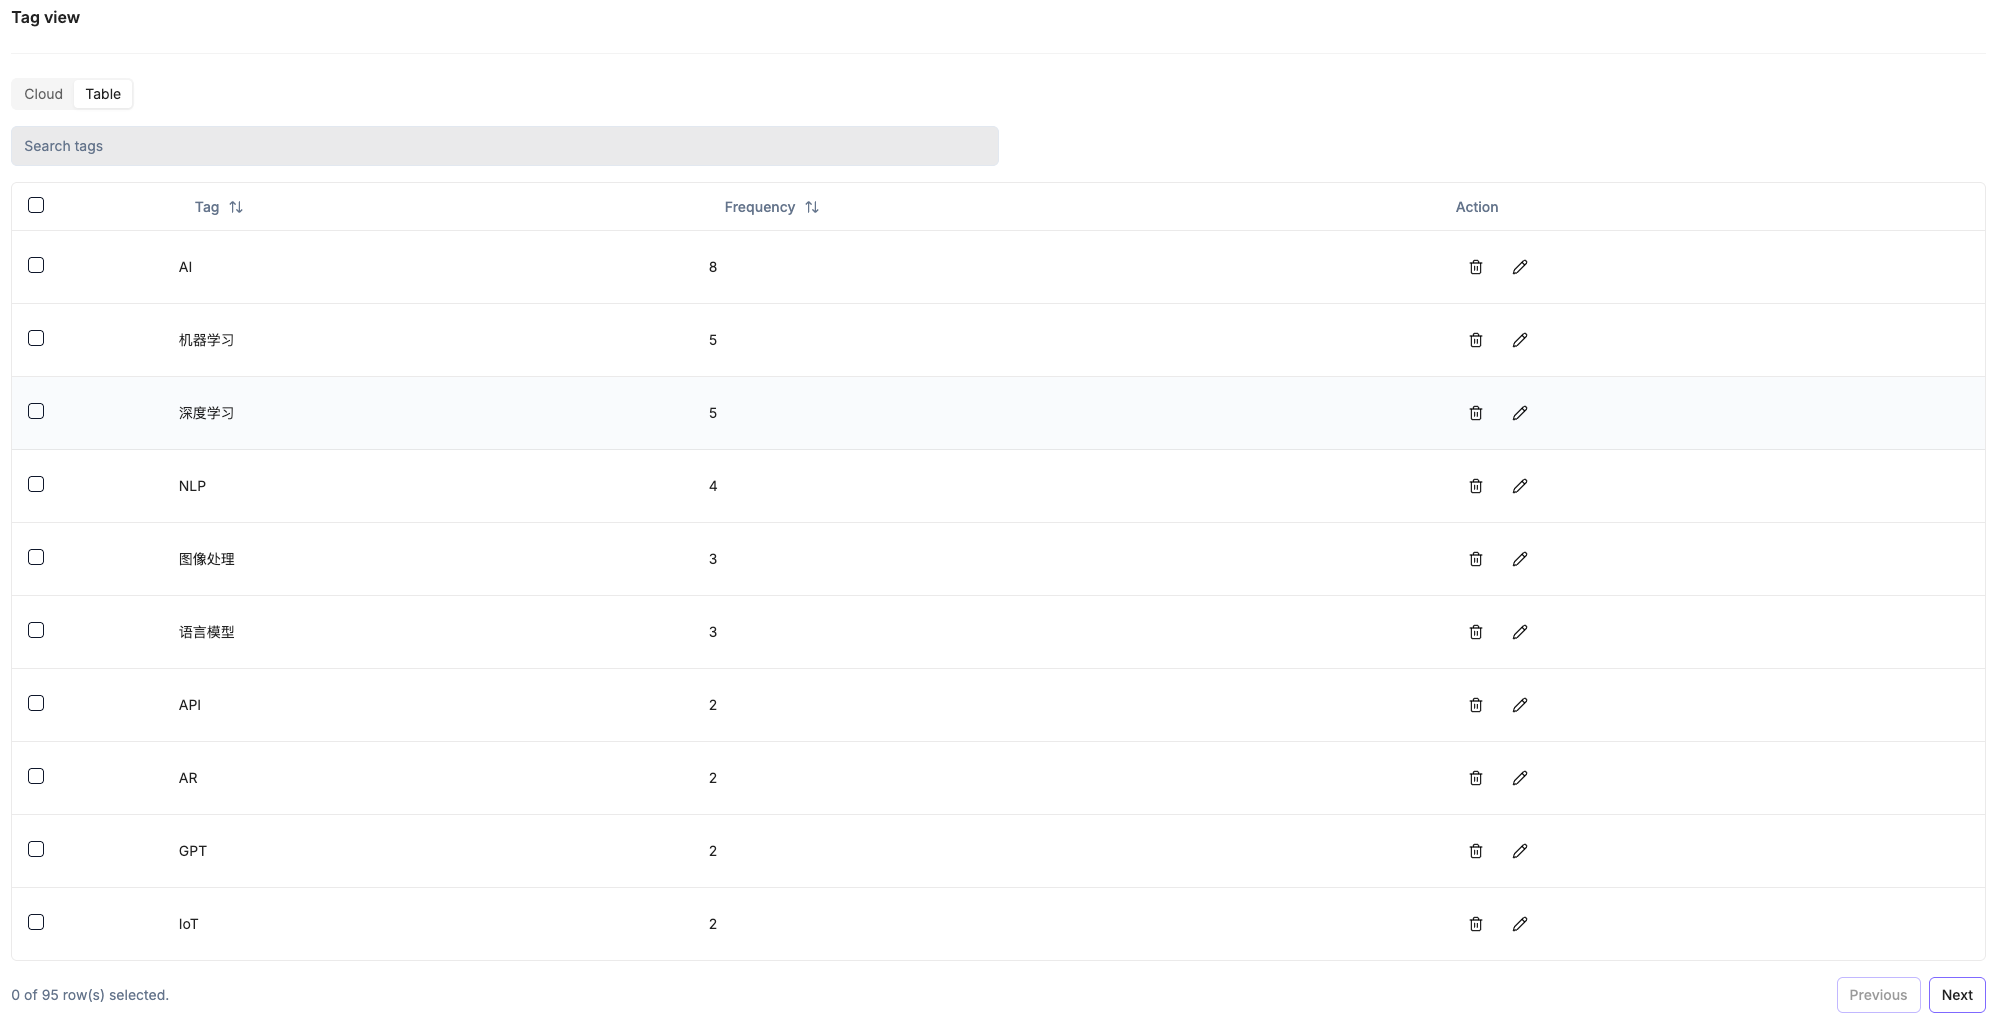 Tag view
Cloud Table
Search tags
Tag Frequency Action
AI 8
机器学习 5
深度学习 5
NLP 4
图像处理 3
语言模型 3
API 2
AR 2
GPT 2
IoT 2
0 of 95 row(s) selected. Previous Next